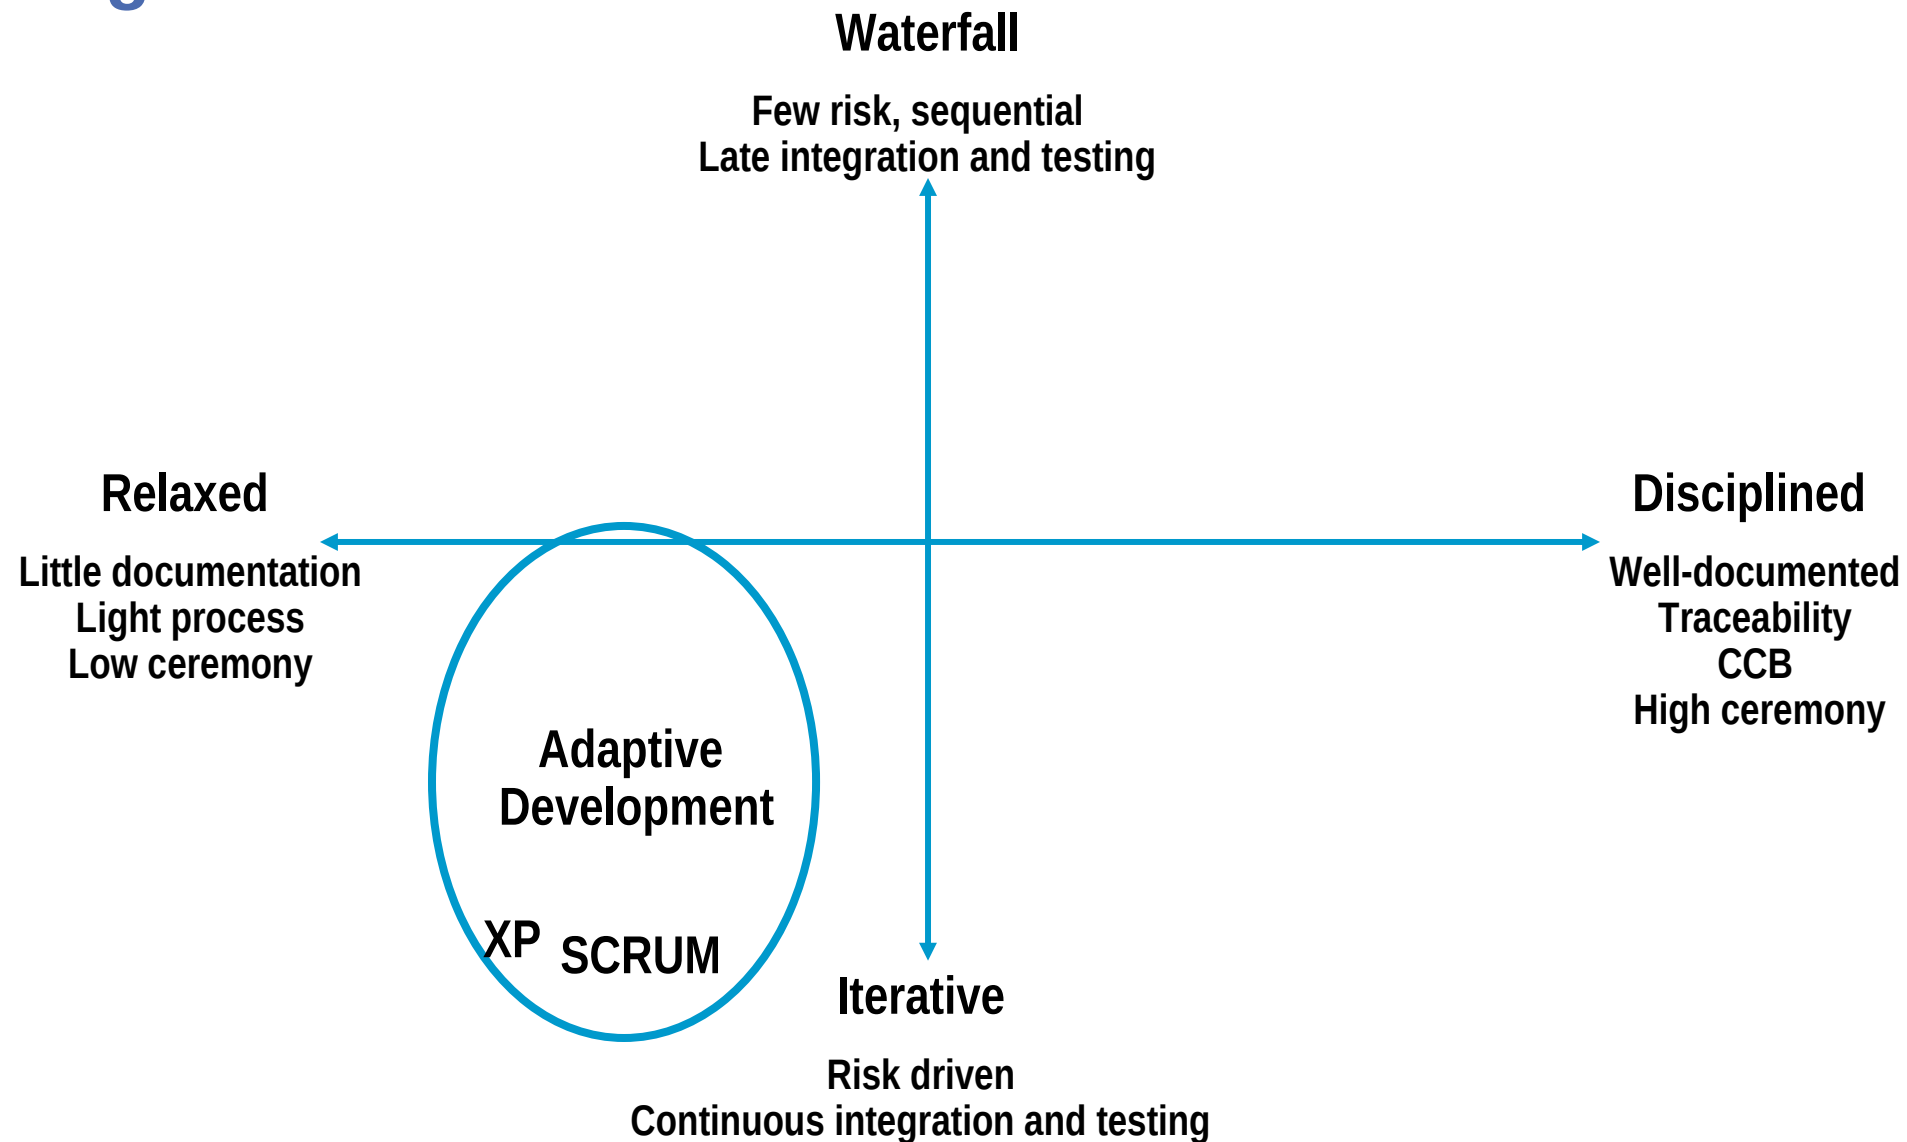 Waterfall
Few risk, sequential
Late integration and testing
Relaxed
Little documentation
Light process
Low ceremony
Disciplined
Well-documented
Traceability
CCB
High ceremony
Adaptive
Development
XP
SCRUM
Iterative
Risk driven
Continuous integration and testing